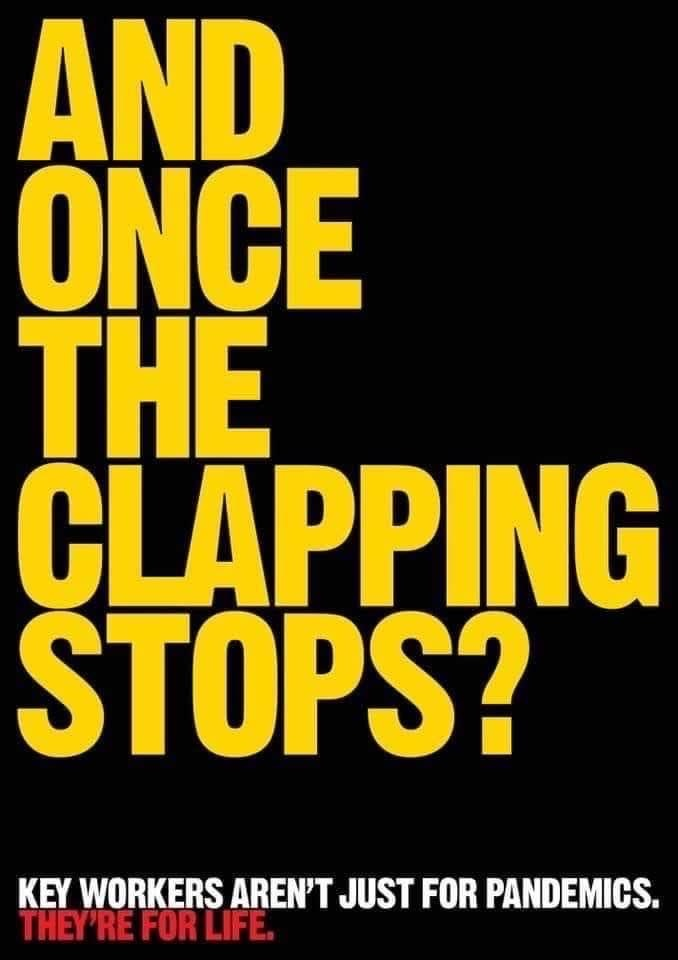 AND
ONCE
THE
CLAPPING
STOPS?
KEY WORKERS AREN'T JUST FOR PANDEMICS.
THEY'RE FOR LIFE.